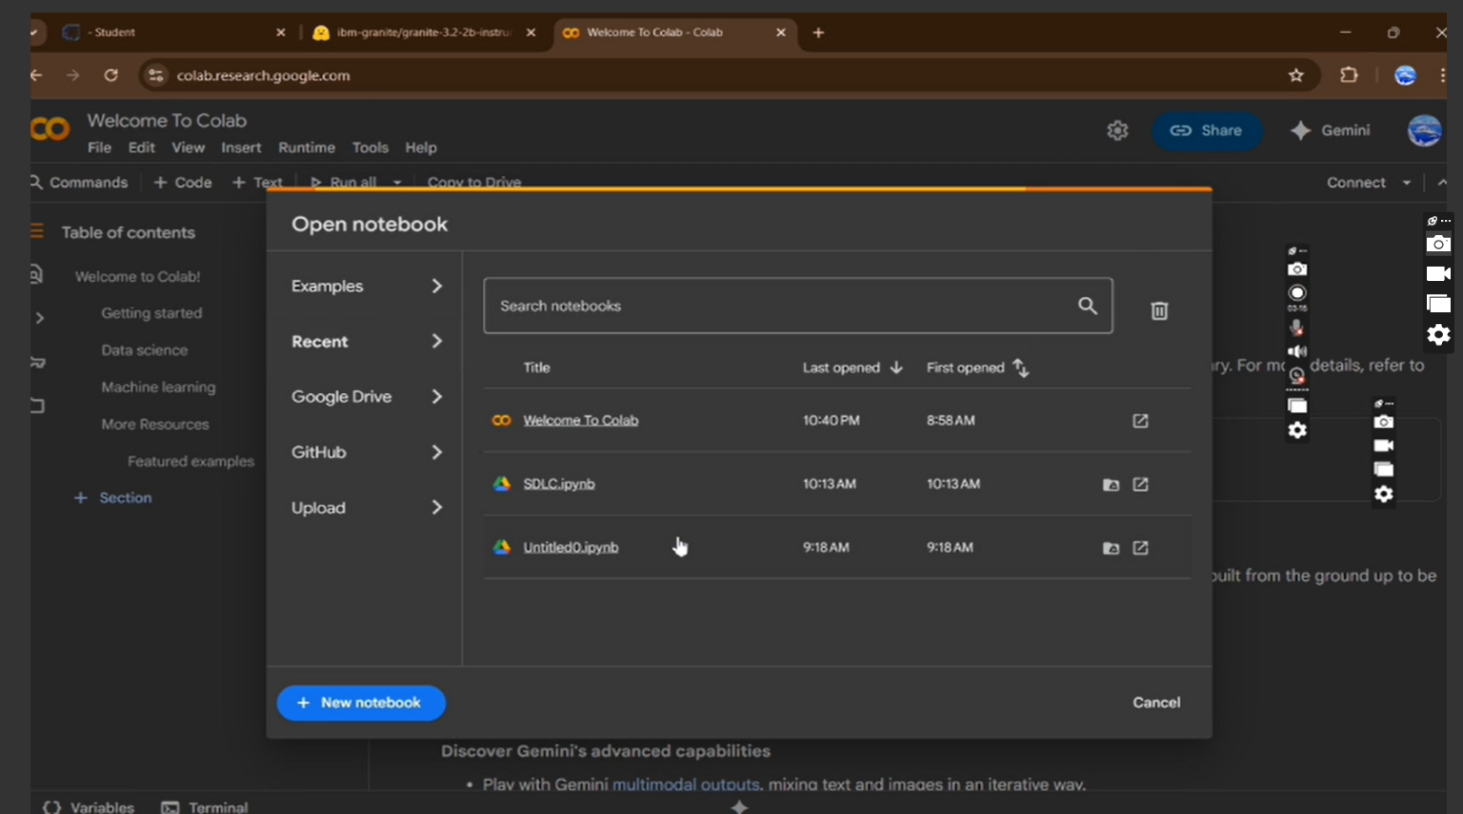 - Student
ibm-granite/granite-3.2-2b-instru
Welcome To Colab - Colab
colab.research.google.com
Welcome To Colab
File Edit View Insert Runtime Tools Help
Share
Gemini
Commands + Code + Text Run all Copy to Drive
Connect
Table of contents
Welcome to Colab!
Getting started
Data science
Machine learning
More Resources
Featured examples
+ Section
Open notebook
Examples
Recent
Google Drive
GitHub
Upload
Search notebooks
Title Last opened First opened
Welcome To Colab 10:40 PM 8:58 AM
SDLC.ipynb 10:13 AM 10:13 AM
Untitled0.ipynb 9:18 AM 9:18 AM
+ New notebook
Cancel
For details, refer to
built from the ground up to be
Discover Gemini's advanced capabilities
• Play with Gemini multimodal outputs, mixing text and images in an iterative way.
Variables Terminal